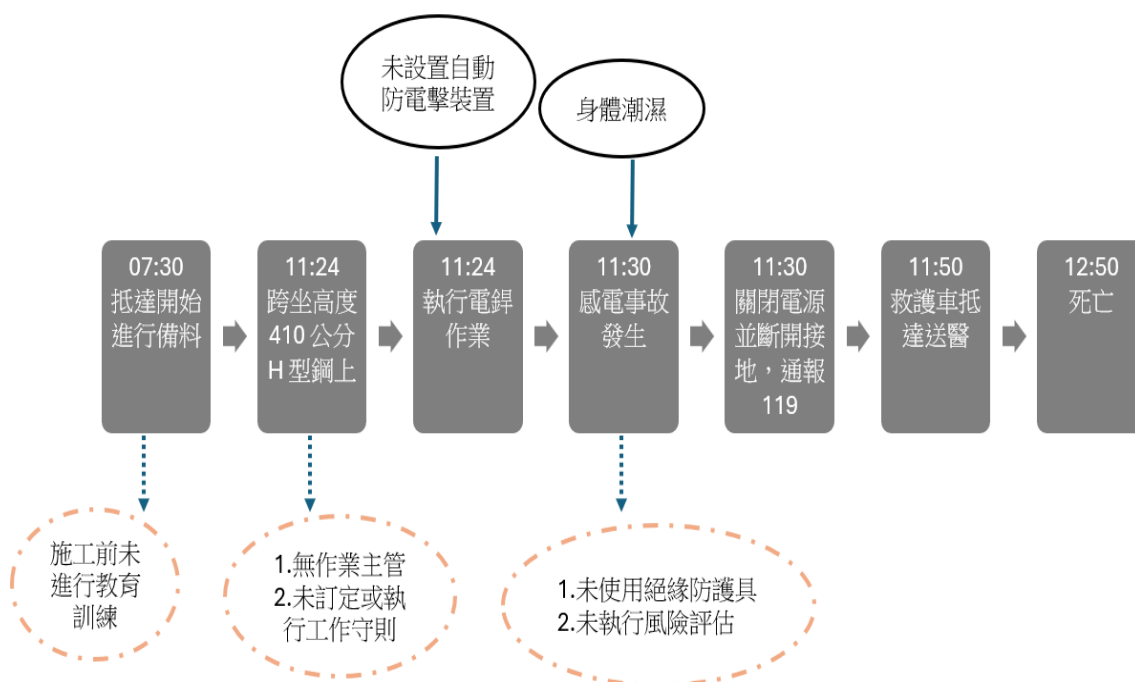 未設置自動
防電擊裝置
身體潮濕
07:30
抵達開始
進行備料
11:24
跨坐高度
410 公分
H 型鋼上
11:24
執行電銲
作業
11:30
感電事故
發生
11:30
關閉電源
並斷開接
地，通報
119
11:50
救護車抵
達送醫
12:50
死亡
施工前未
進行教育
訓練
1.無作業主管
2.未訂定或執
行工作守則
1.未使用絕緣防護具
2.未執行風險評估